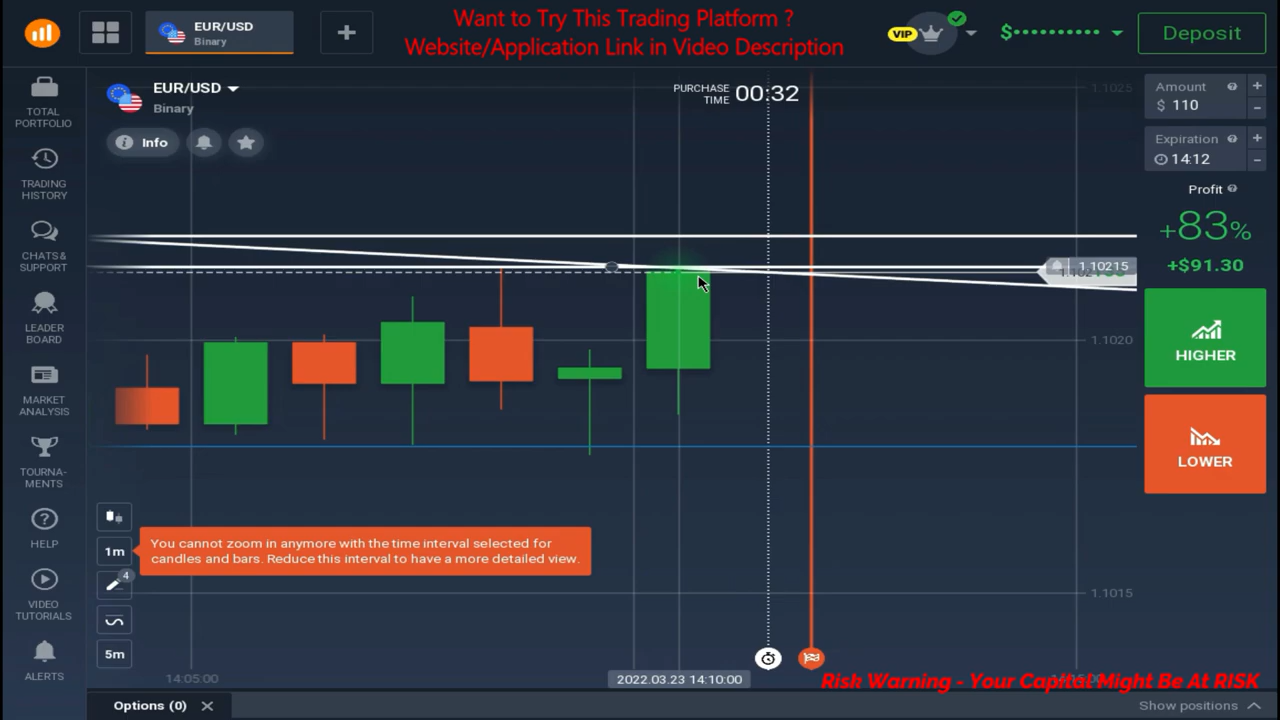 Want to Try This Trading Platform ?
Website/Application Link in Video Description
EUR/USD
Binary
VIP
$••••••••••
Deposit
EUR/USD
Binary
PURCHASE
TIME
00:32
Info
TOTAL
PORTFOLIO
TRADING
HISTORY
CHATS &
SUPPORT
LEADER
BOARD
MARKET
ANALYSIS
TOURNA-
MENTS
HELP
VIDEO
TUTORIALS
ALERTS
1.1025
1.10215
1.1020
1.1015
Amount
$ 110
Expiration
14:12
Profit
+83%
+$91.30
HIGHER
LOWER
You cannot zoom in anymore with the time interval selected for
candles and bars. Reduce this interval to have a more detailed view.
1m
4
5m
14:05:00
2022.03.23 14:10:00
Risk Warning - Your Capital Might Be At RISK
Options (0)
Show positions